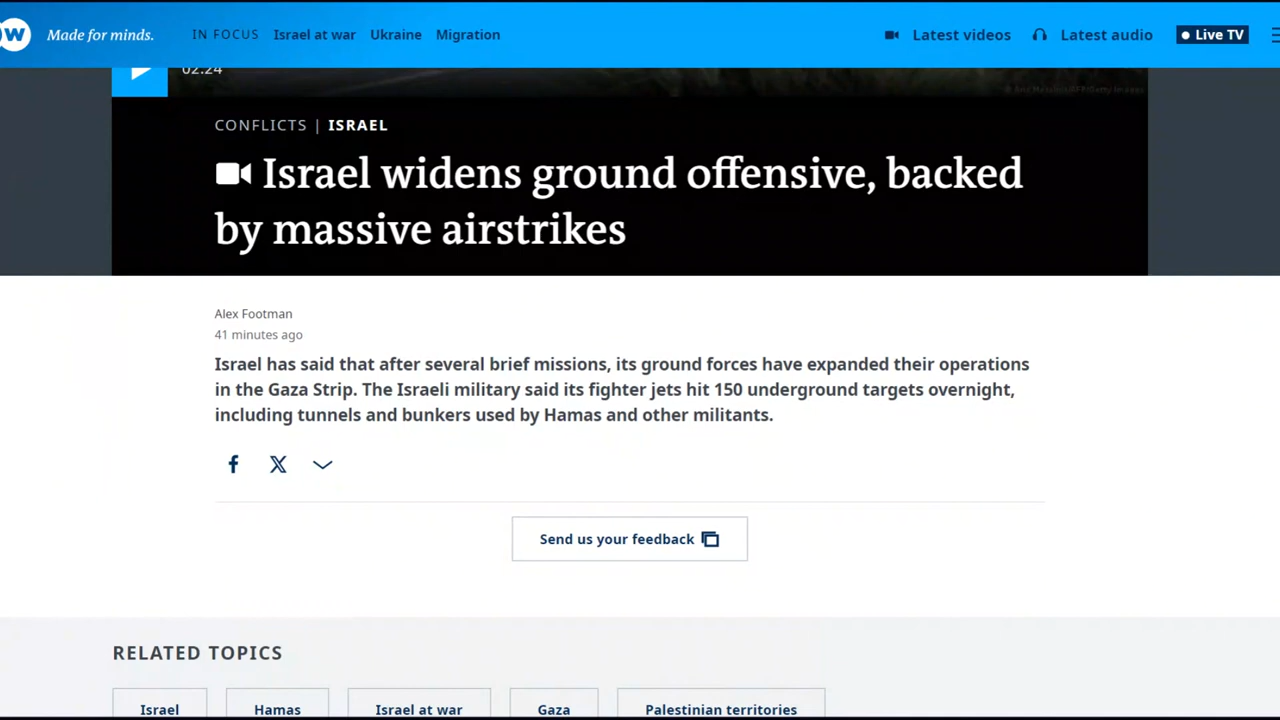 W Made for minds. IN FOCUS Israel at war Ukraine Migration Latest videos Latest audio Live TV
02:24
CONFLICTS | ISRAEL
Israel widens ground offensive, backed
by massive airstrikes
Alex Footman
41 minutes ago
Israel has said that after several brief missions, its ground forces have expanded their operations
in the Gaza Strip. The Israeli military said its fighter jets hit 150 underground targets overnight,
including tunnels and bunkers used by Hamas and other militants.
Send us your feedback
RELATED TOPICS
Israel Hamas Israel at war Gaza Palestinian territories